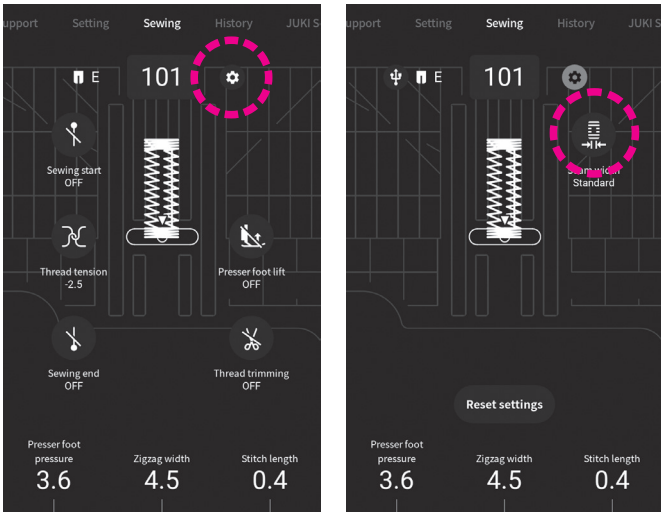 upport Setting Sewing History JUKI S
E 101
Sewing start
OFF
Thread tension
-2.5
Presser foot lift
OFF
Sewing end
OFF
Thread trimming
OFF
Presser foot
pressure
3.6
Zigzag width
4.5
Stitch length
0.4
upport Setting Sewing History JUKI S
E 101
Seam width
Standard
Reset settings
Presser foot
pressure
3.6
Zigzag width
4.5
Stitch length
0.4